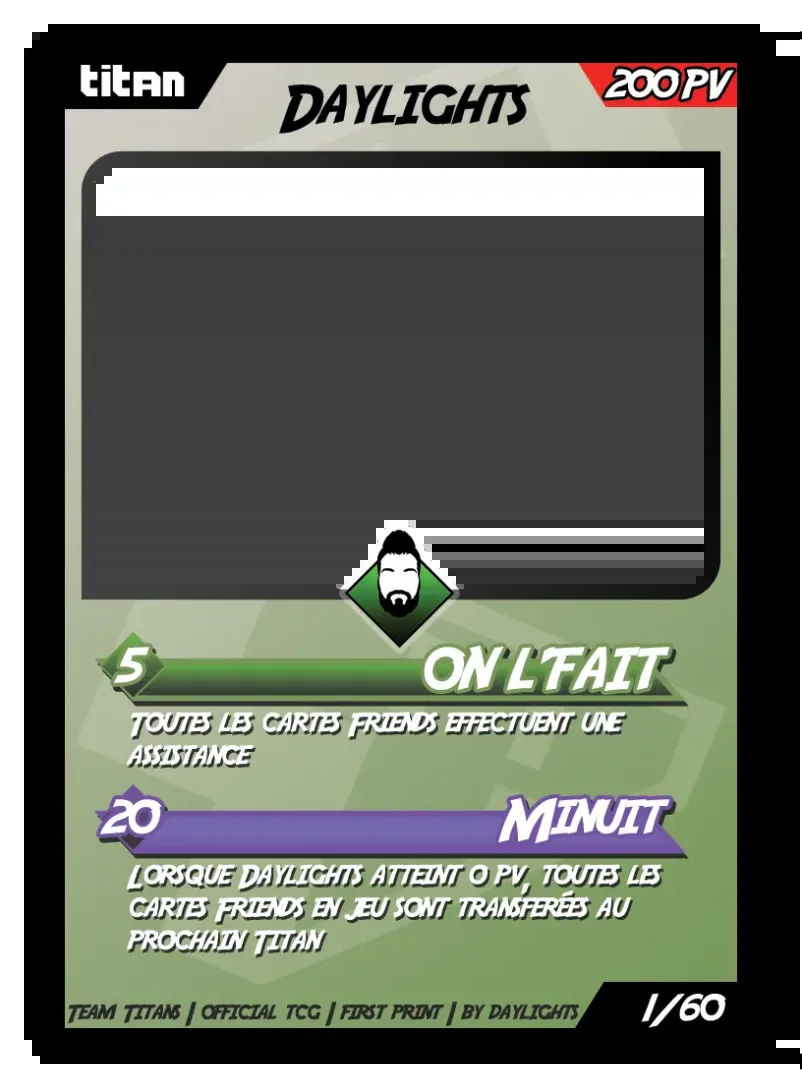 titan
DAYLIGHTS
200 PV
5
ON L'FAIT
TOUTES LES CARTES FRIENDS EFFECTUENT UNE
ASSISTANCE
20
MINUIT
LORSQUE DAYLIGHTS ATTEINT 0 PV, TOUTES LES
CARTES FRIENDS EN JEU SONT TRANSFERÉES AU
PROCHAIN TITAN
TEAM TITANS | OFFICIAL TCG | FIRST PRINT | BY DAYLIGHTS
1/60